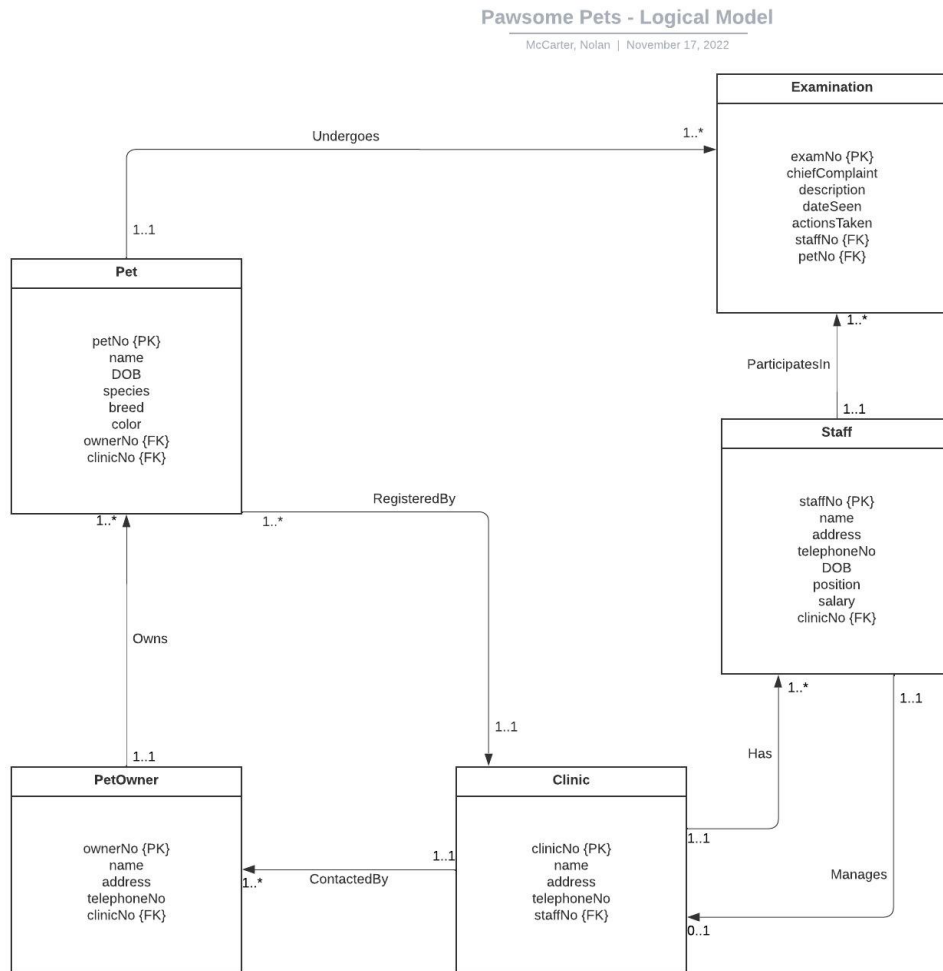 Pawsome Pets - Logical Model
McCarter, Nolan | November 17, 2022
Examination
examNo {PK}
chiefComplaint
description
dateSeen
actionsTaken
staffNo {FK}
petNo {FK}
Undergoes
1..*
1..1
Pet
petNo {PK}
name
DOB
species
breed
color
ownerNo {FK}
clinicNo {FK}
1..*
ParticipatesIn
1..1
Staff
staffNo {PK}
name
address
telephoneNo
DOB
position
salary
clinicNo {FK}
RegisteredBy
1..*
1..*
Owns
1..1
1..1
1..*
1..1
Has
Manages
PetOwner
ownerNo {PK}
name
address
telephoneNo
clinicNo {FK}
Clinic
clinicNo {PK}
name
address
telephoneNo
staffNo {FK}
1..1
1..*
ContactedBy
1..1
0..1